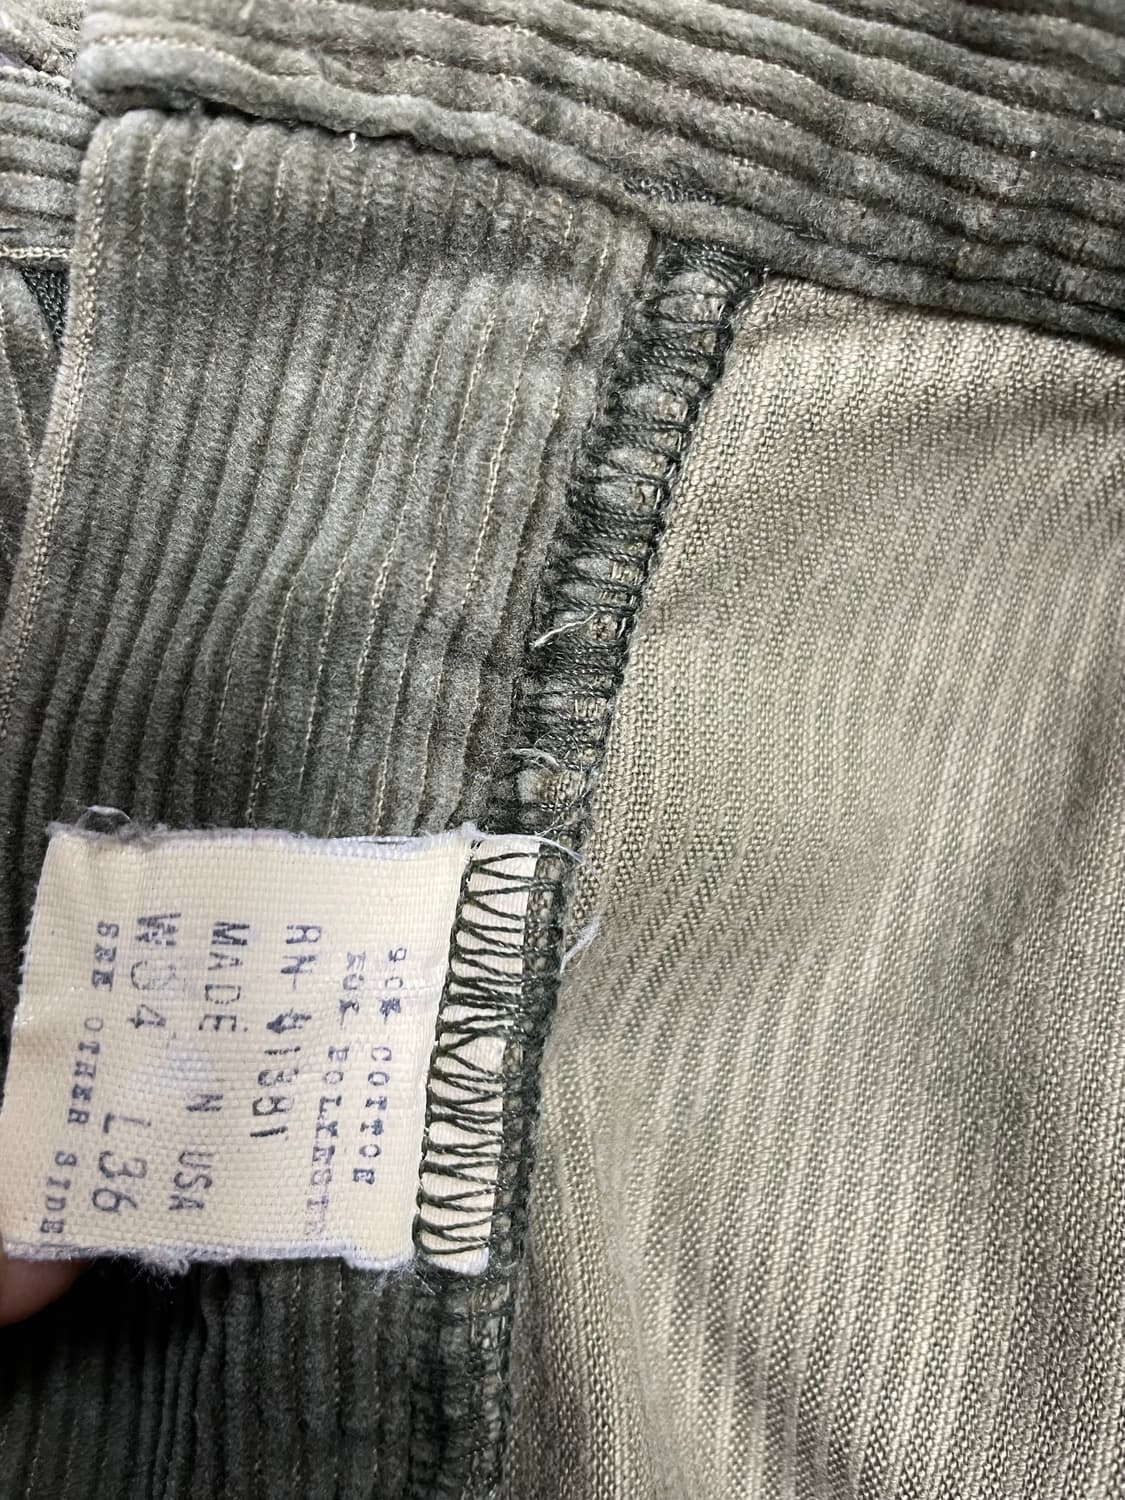 90% COTTON
10% POLYESTER
RN-41381
MADE IN USA
W34 L36
SEE OTHER SIDE